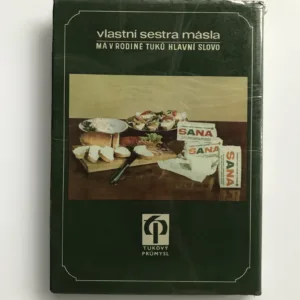 vlastní sestra másla
MÁ V RODINĚ TUKŮ HLAVNÍ SLOVO
SANA
SANA
SANA
TUKOVÝ
PRŮMYSL